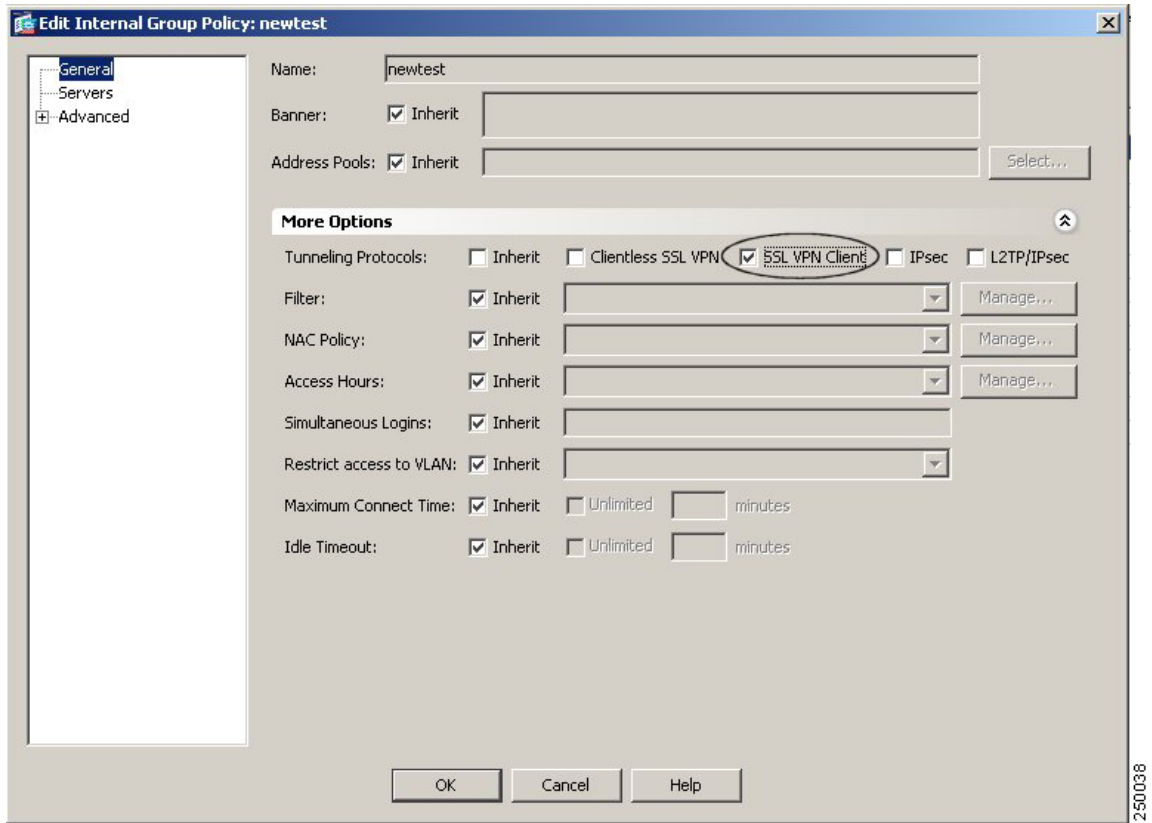 Edit Internal Group Policy: newtest
General
Servers
Advanced
Name: newtest
Banner: Inherit
Address Pools: Inherit Select...
More Options
Tunneling Protocols: Inherit Clientless SSL VPN SSL VPN Client IPsec L2TP/IPsec
Filter: Inherit Manage...
NAC Policy: Inherit Manage...
Access Hours: Inherit Manage...
Simultaneous Logins: Inherit
Restrict access to VLAN: Inherit
Maximum Connect Time: Inherit Unlimited minutes
Idle Timeout: Inherit Unlimited minutes
OK Cancel Help
250038